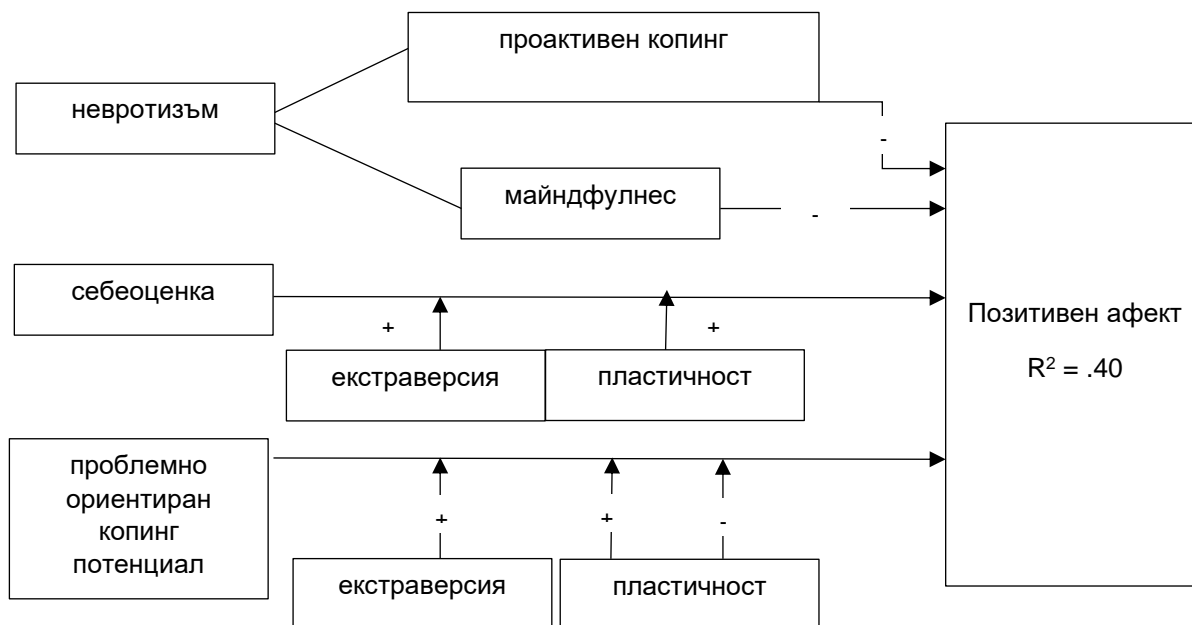 проактивен копинг
невротизъм
-
майндфулнес
-
себеоценка
+
+
екстраверсия
пластичност
Позитивен афект
R² = .40
проблемно
ориентиран
копинг
потенциал
+
+
-
екстраверсия
пластичност